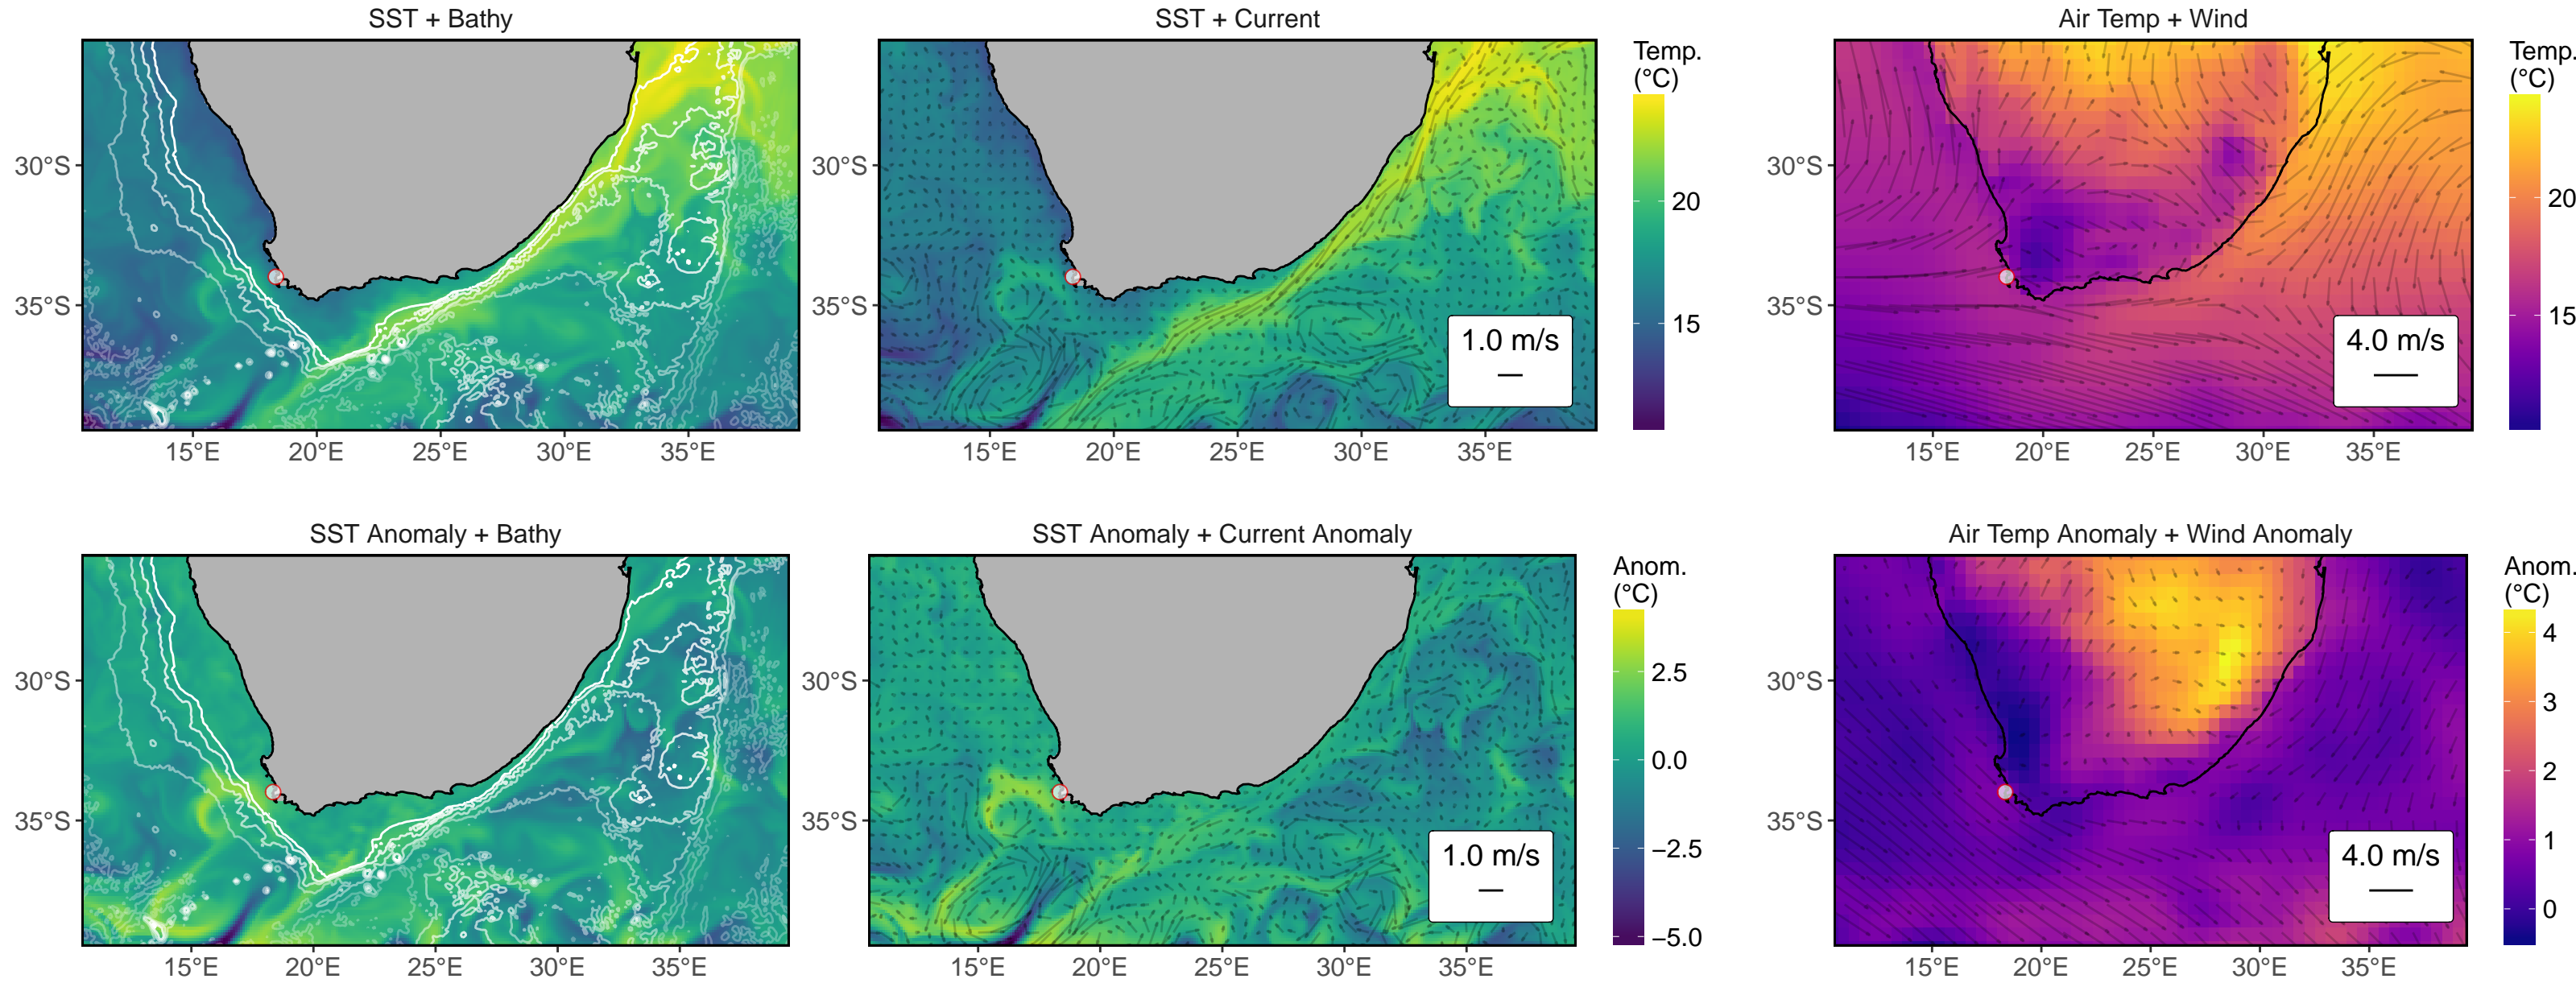 SST + Bathy
SST + Current
Air Temp + Wind
30°S
35°S
15°E 20°E 25°E 30°E 35°E
30°S
35°S
15°E 20°E 25°E 30°E 35°E
1.0 m/s
Temp.
(°C)
20
15
30°S
35°S
15°E 20°E 25°E 30°E 35°E
4.0 m/s
Temp.
(°C)
20
15
SST Anomaly + Bathy
SST Anomaly + Current Anomaly
Air Temp Anomaly + Wind Anomaly
30°S
35°S
15°E 20°E 25°E 30°E 35°E
30°S
35°S
15°E 20°E 25°E 30°E 35°E
1.0 m/s
Anom.
(°C)
2.5
0.0
−2.5
−5.0
30°S
35°S
15°E 20°E 25°E 30°E 35°E
4.0 m/s
Anom.
(°C)
4
3
2
1
0